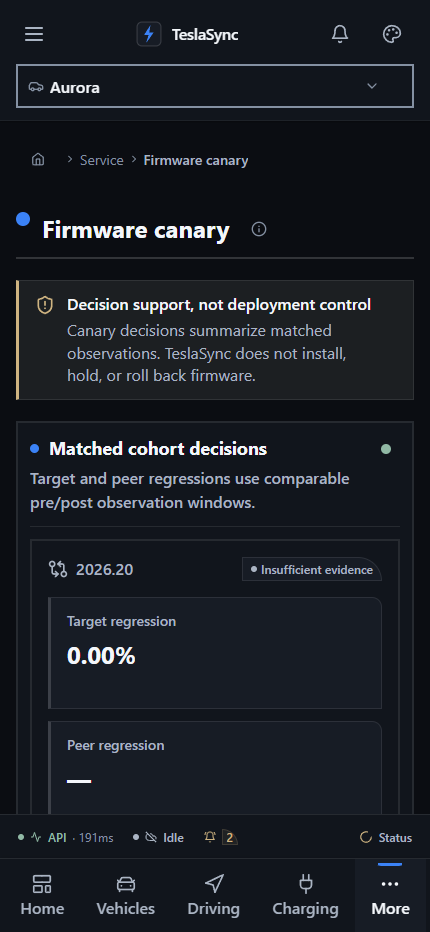 TeslaSync
Aurora
Service
Firmware canary
Firmware canary
Decision support, not deployment control
Canary decisions summarize matched
observations. TeslaSync does not install,
hold, or roll back firmware.
Matched cohort decisions
Target and peer regressions use comparable
pre/post observation windows.
2026.20
Insufficient evidence
Target regression
0.00%
Peer regression
—
API · 191ms
Idle
2
Status
Home
Vehicles
Driving
Charging
More